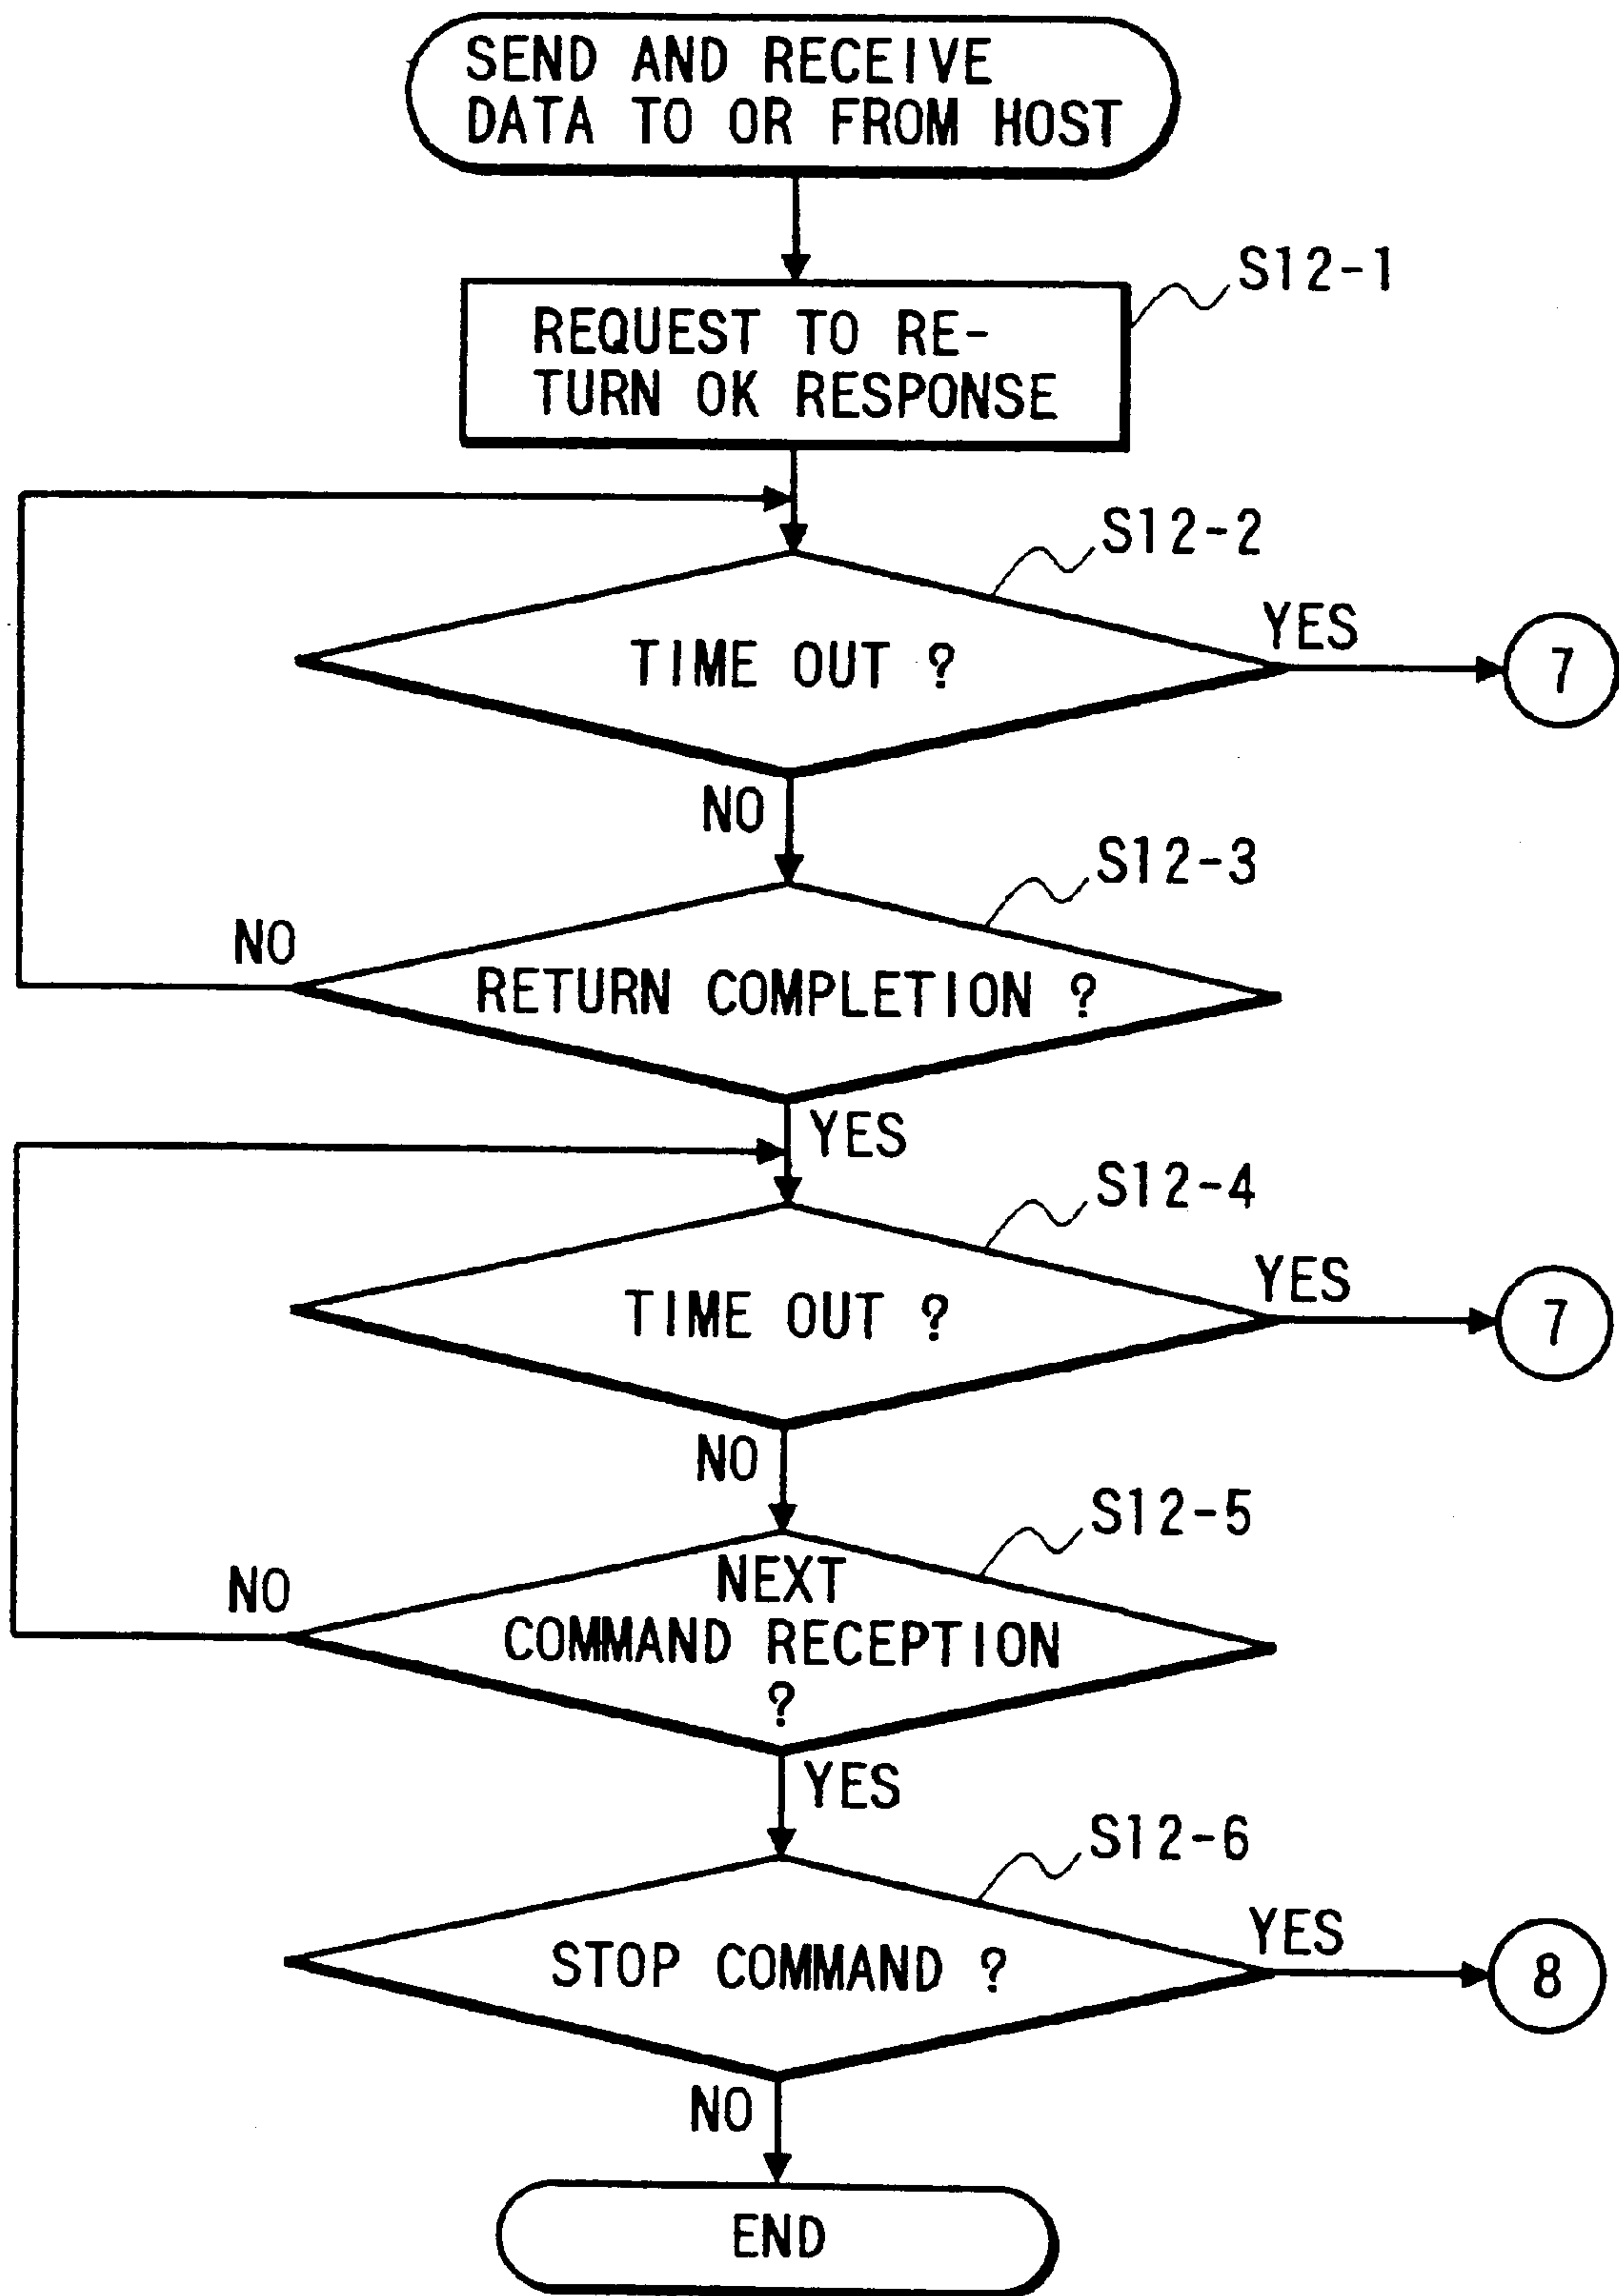 SEND AND RECEIVE
DATA TO OR FROM HOST
S12-1
REQUEST TO RE-
TURN OK RESPONSE
S12-2
TIME OUT ?
YES
7
NO
S12-3
NO
RETURN COMPLETION ?
YES
S12-4
TIME OUT ?
YES
7
NO
S12-5
NO
NEXT
COMMAND RECEPTION
?
YES
S12-6
STOP COMMAND ?
YES
8
NO
END